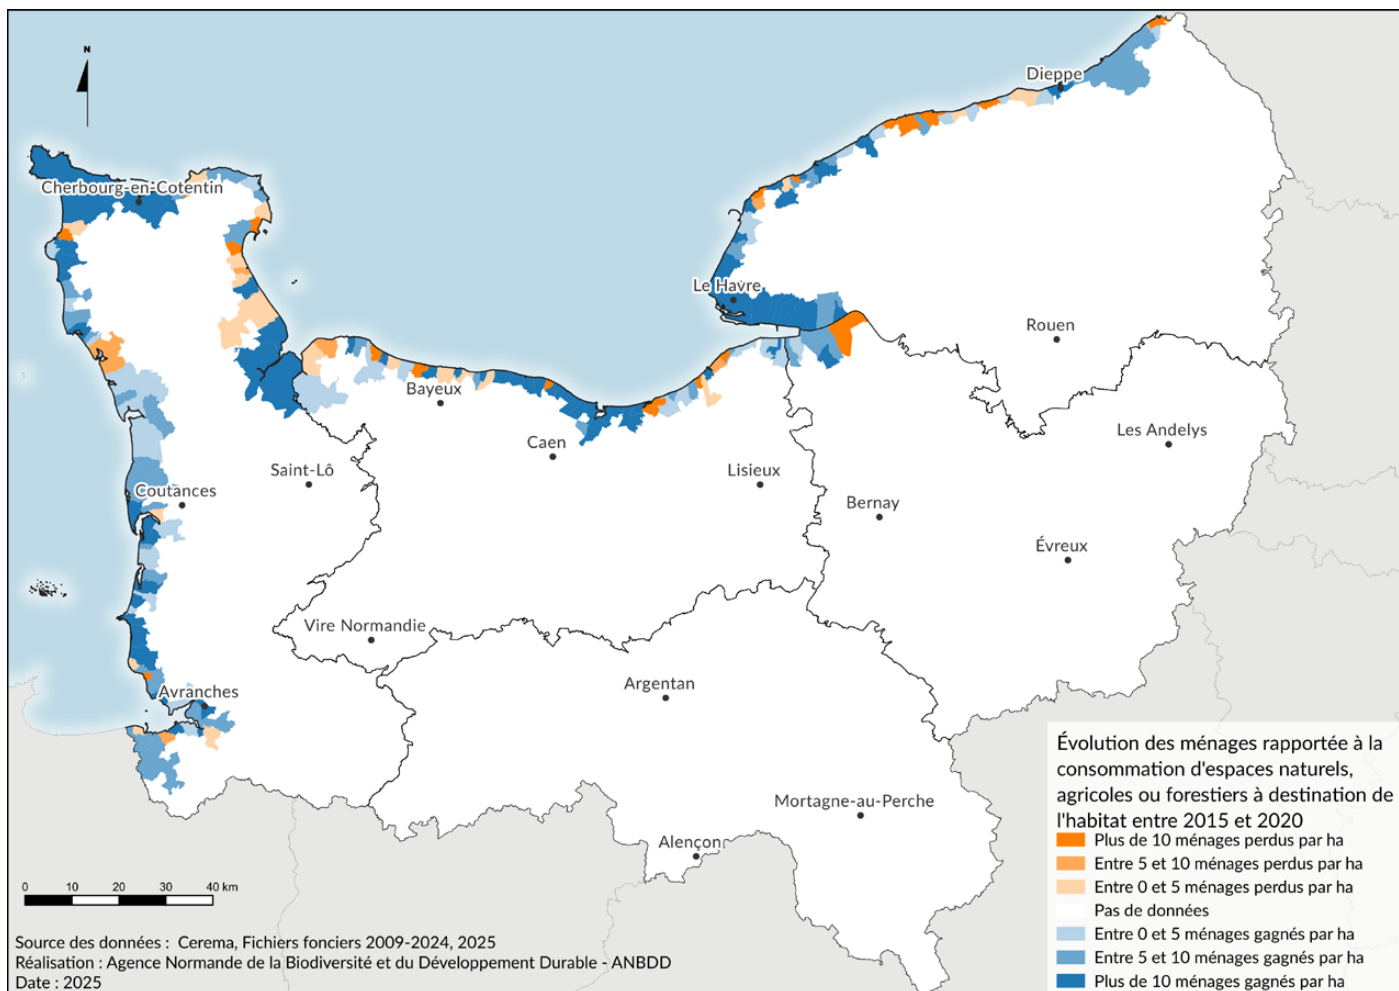 N
Dieppe
Cherbourg-en-Cotentin
Le Havre
Rouen
Bayeux
Les Andelys
Caen
Saint-Lô
Lisieux
Coutances
Bernay
Évreux
Vire Normandie
Argentan
Avranches
Mortagne-au-Perche
Alençon
Évolution des ménages rapportée à la
consommation d'espaces naturels,
agricoles ou forestiers à destination de
l'habitat entre 2015 et 2020
Plus de 10 ménages perdus par ha
Entre 5 et 10 ménages perdus par ha
Entre 0 et 5 ménages perdus par ha
Pas de données
Entre 0 et 5 ménages gagnés par ha
Entre 5 et 10 ménages gagnés par ha
Plus de 10 ménages gagnés par ha
0 10 20 30 40 km
Source des données : Cerema, Fichiers fonciers 2009-2024, 2025
Réalisation : Agence Normande de la Biodiversité et du Développement Durable - ANBDD
Date : 2025